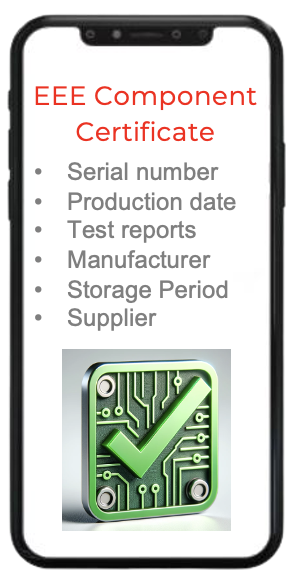 EEE Component
Certificate
• Serial number
• Production date
• Test reports
• Manufacturer
• Storage Period
• Supplier